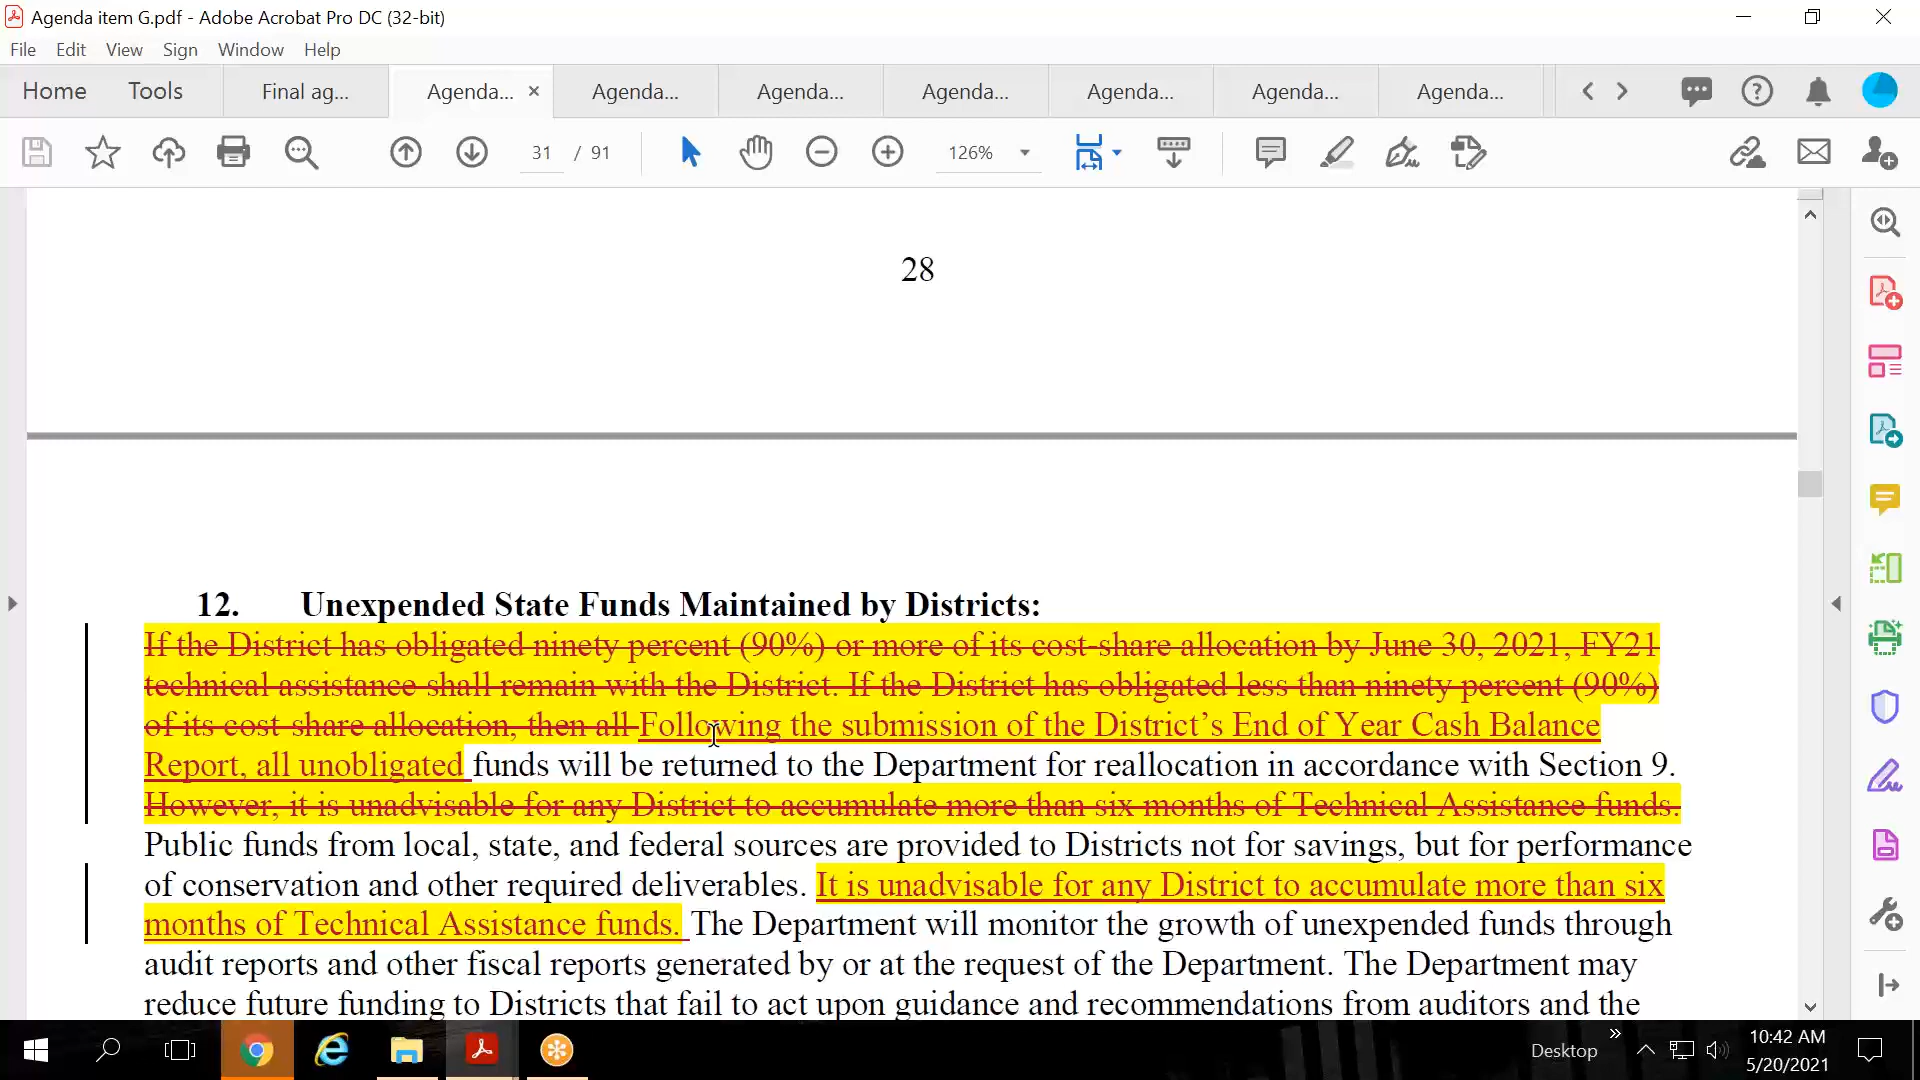 Agenda item G.pdf - Adobe Acrobat Pro DC (32-bit)
File Edit View Sign Window Help
Home Tools Final ag... Agenda... × Agenda... Agenda... Agenda... Agenda... Agenda... Agenda...
31 / 91 126%
28
12. Unexpended State Funds Maintained by Districts:
If the District has obligated ninety percent (90%) or more of its cost-share allocation by June 30, 2021, FY21
technical assistance shall remain with the District. If the District has obligated less than ninety percent (90%)
of its cost-share allocation, then all Following the submission of the District’s End of Year Cash Balance
Report, all unobligated funds will be returned to the Department for reallocation in accordance with Section 9.
However, it is unadvisable for any District to accumulate more than six months of Technical Assistance funds.
Public funds from local, state, and federal sources are provided to Districts not for savings, but for performance
of conservation and other required deliverables. It is unadvisable for any District to accumulate more than six
months of Technical Assistance funds. The Department will monitor the growth of unexpended funds through
audit reports and other fiscal reports generated by or at the request of the Department. The Department may
reduce future funding to Districts that fail to act upon guidance and recommendations from auditors and the
Desktop
10:42 AM
5/20/2021